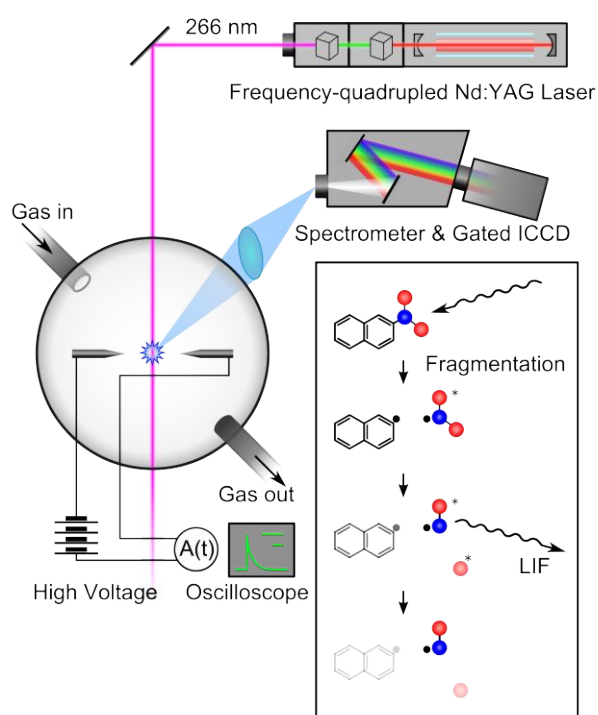 266 nm
Frequency-quadrupled Nd:YAG Laser
Spectrometer & Gated ICCD
Gas in
Gas out
High Voltage
A(t)
Oscilloscope
Fragmentation
*
*
LIF
*